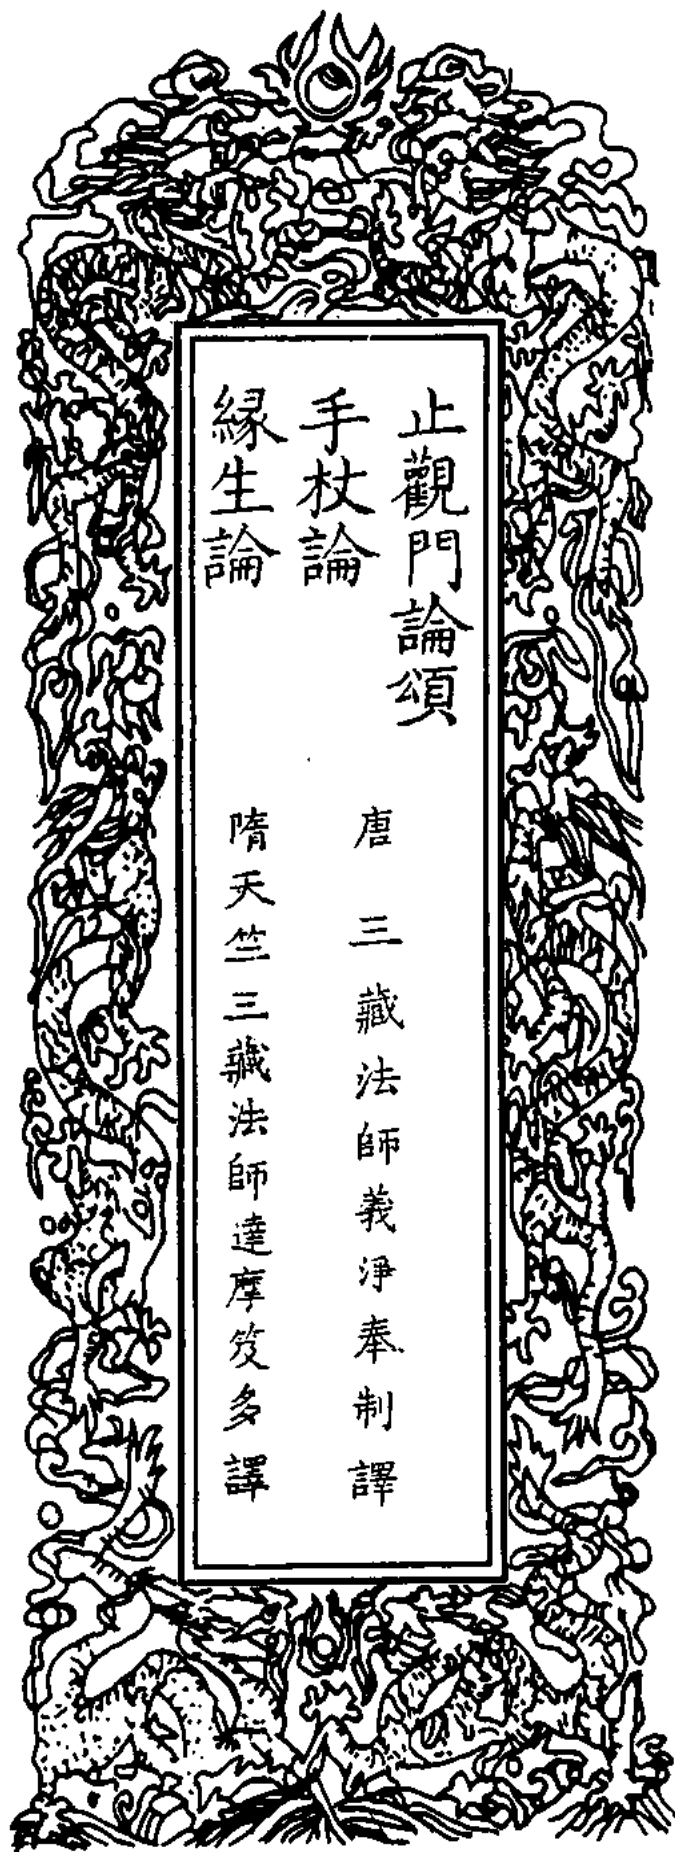 止觀門論頌
手杖論
唐三藏法師義淨奉制譯
緣生論
隋天竺三藏法師達摩笈多譯